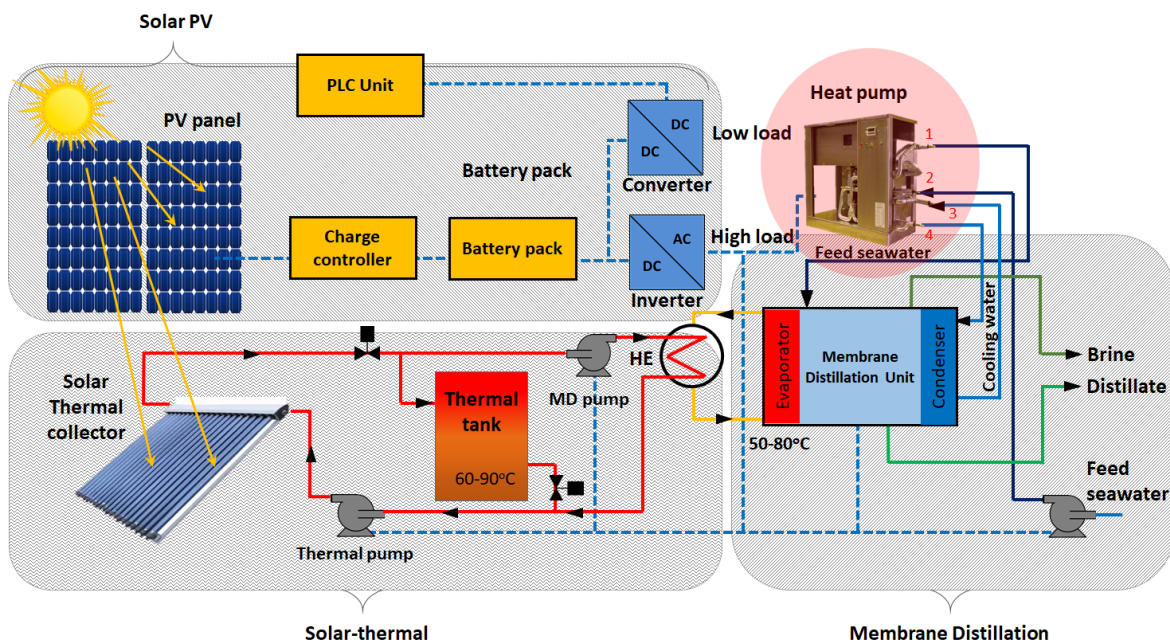 Solar PV
PLC Unit
PV panel
DC
DC
Converter
Low load
Battery pack
Charge
controller
Battery pack
AC
DC
Inverter
High load
Heat pump
1
2
3
4
Feed seawater
Solar
Thermal
collector
Thermal
tank
60-90°C
MD pump
HE
Thermal pump
Evaporator
Membrane
Distillation Unit
Condenser
Cooling water
50-80°C
Brine
Distillate
Feed
seawater
Solar-thermal
Membrane Distillation